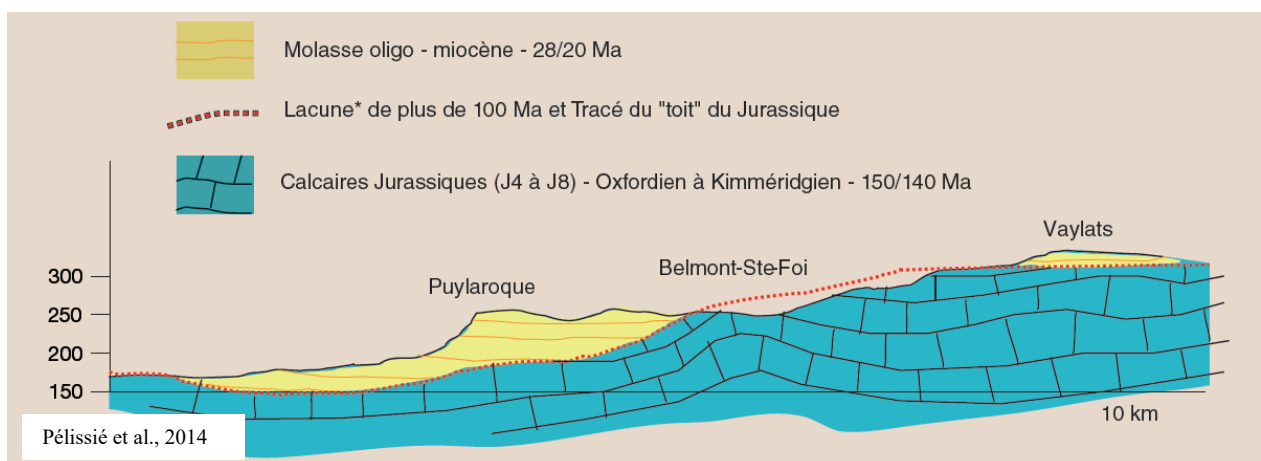 Molasse oligo - miocène - 28/20 Ma
Lacune* de plus de 100 Ma et Tracé du "toit" du Jurassique
Calcaires Jurassiques (J4 à J8) - Oxfordien à Kimméridgien - 150/140 Ma
Vaylats
Belmont-Ste-Foi
Puylaroque
300
250
200
150
10 km
Pélissié et al., 2014